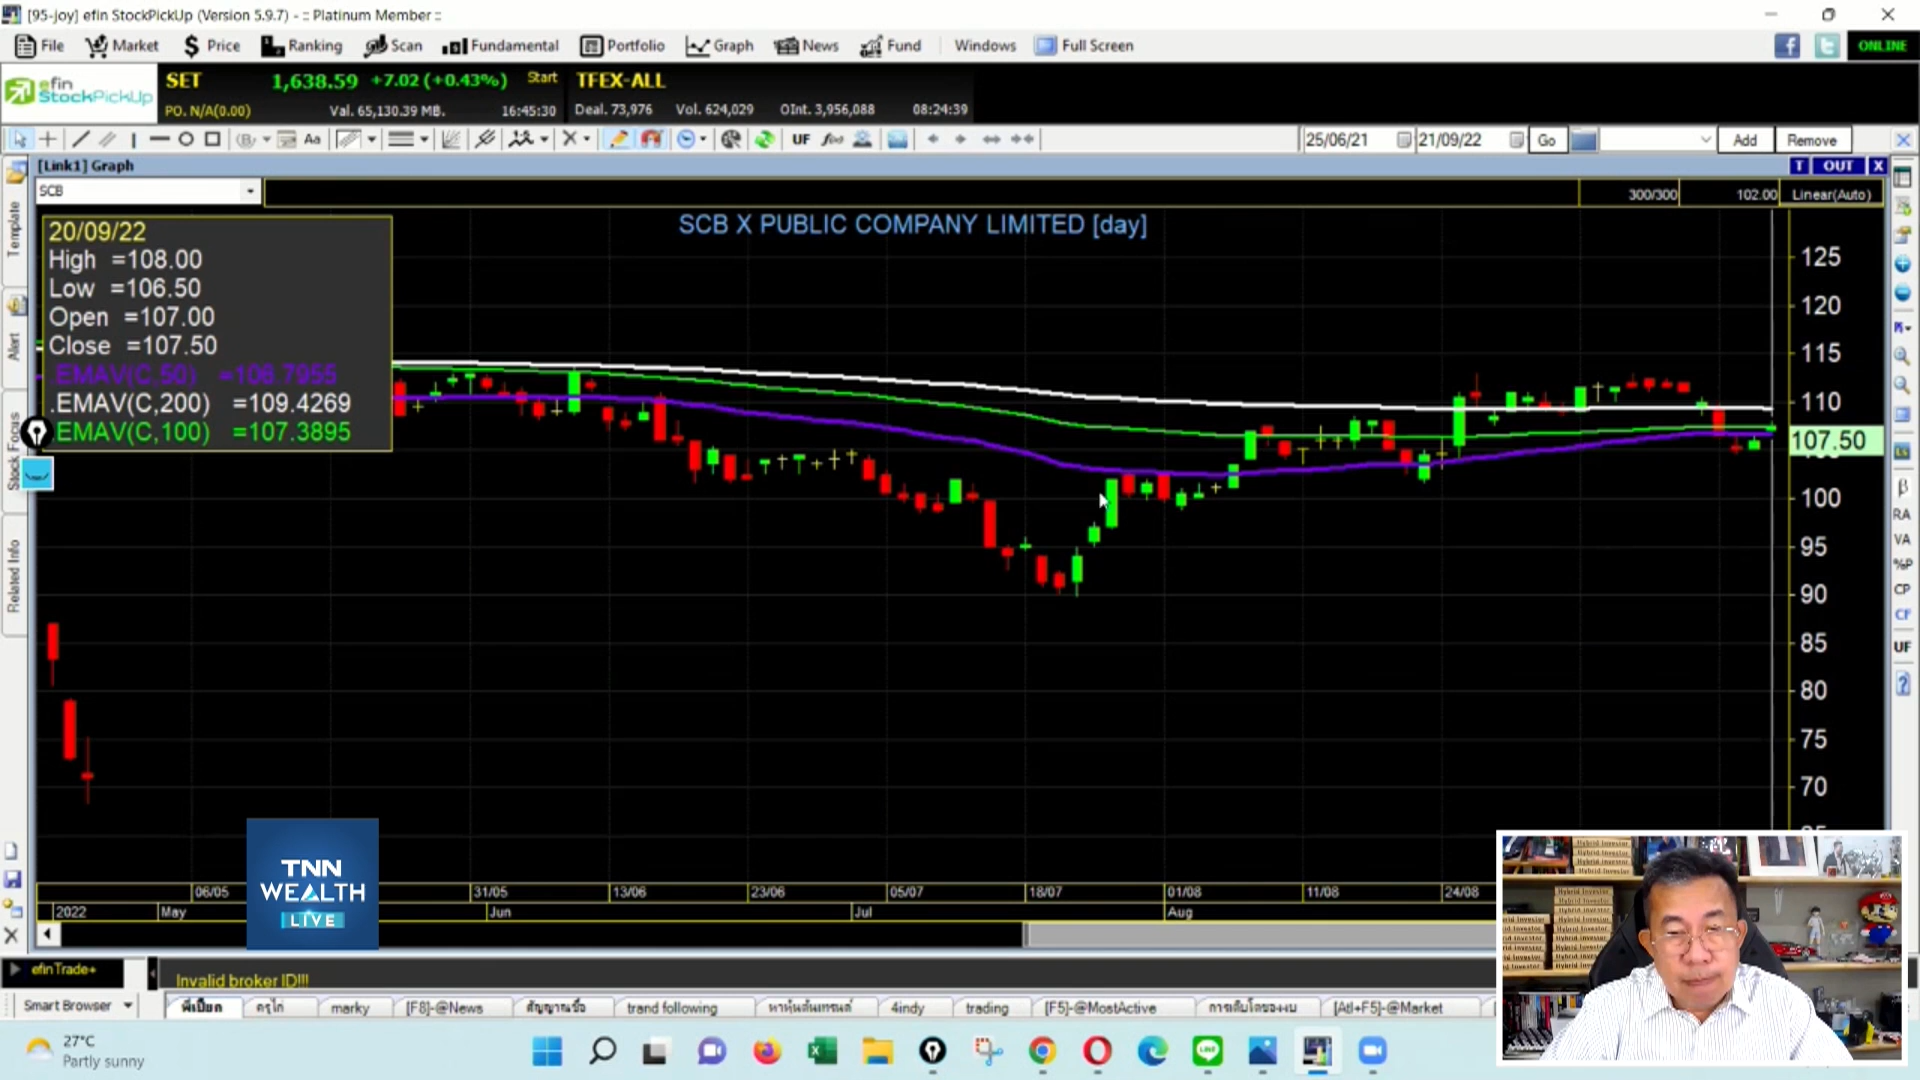 [95-joy] efin StockPickUp (Version 5.9.7) - :: Platinum Member ::
File Market Price Ranking Scan Fundamental Portfolio Graph News Fund Windows Full Screen ONLINE
efin StockPickUp
SET 1,638.59 +7.02 (+0.43%) Start TFEX-ALL
PO. N/A(0.00) Val. 65,130.39 MB. 16:45:30 Deal. 73,976 Vol. 624,029 OInt. 3,956,088 08:24:39
Aa UF f(x) 25/06/21 21/09/22 Go Add Remove
[Link1] Graph T OUT X
SCB 300/300 102.00 Linear(Auto)
SCB X PUBLIC COMPANY LIMITED [day]
20/09/22
High =108.00
Low =106.50
Open =107.00
Close =107.50
.EMAV(C,50) =106.7955
.EMAV(C,200) =109.4269
.EMAV(C,100) =107.3895
Template
Alert
Stock Focus
Related Info
125
120
115
110
107.50
100
95
90
85
80
75
70
β
RA
VA
%P
CP
CF
UF
TNN
WEALTH
LIVE
06/05 31/05 13/06 23/06 05/07 18/07 01/08 11/08 24/08
2022 May Jun Jul Aug
efinTrade+ Invalid broker ID!!!
Smart Browser พี่เปียก ครูไก่ marky [F8]-@News สัญญาณซื้อ trand following หาหุ้นต้นเทรนด์ 4indy trading [F5]-@MostActive การเติบโตของงบ [Atl+F5]-@Market
27°C
Partly sunny
Hybrid Investor